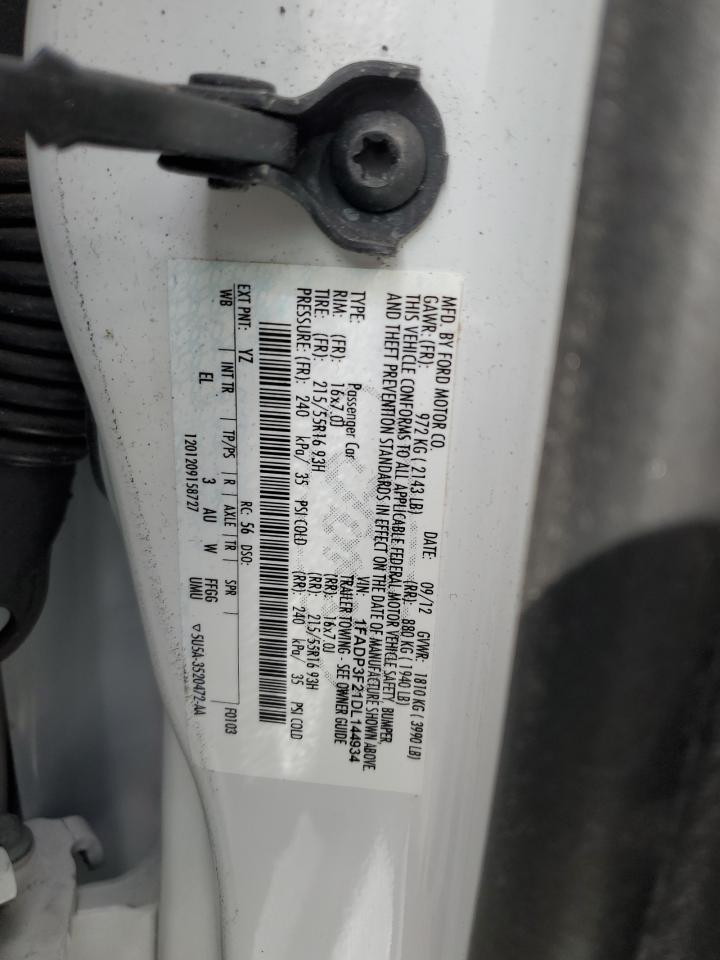 MFD. BY FORD MOTOR CO.
DATE: 09/12 GVWR: 1810 KG ( 3990 LB)
GAWR: (FR): 972 KG ( 2143 LB) (RR): 880 KG ( 1940 LB)
THIS VEHICLE CONFORMS TO ALL APPLICABLE FEDERAL MOTOR VEHICLE SAFETY, BUMPER,
AND THEFT PREVENTION STANDARDS IN EFFECT ON THE DATE OF MANUFACTURE SHOWN ABOVE
VIN: 1FADP3F21DL144934
TYPE: Passenger Car TRAILER TOWING - SEE OWNER GUIDE
RIM: (FR): 16x7.0J (RR): 16x7.0J
TIRE: (FR): 215/55R16 93H (RR): 215/55R16 93H
PRESSURE: (FR): 240 kPa/ 35 PSI COLD (RR): 240 kPa/ 35 PSI COLD
EXT PNT: YZ RC: 56 DSO: F0103
WB INT TR TP/PS R AXLE TR SPR
EL 3 AU W FFGG
1201209158727 UMU ▽5U5A-3520472-AA